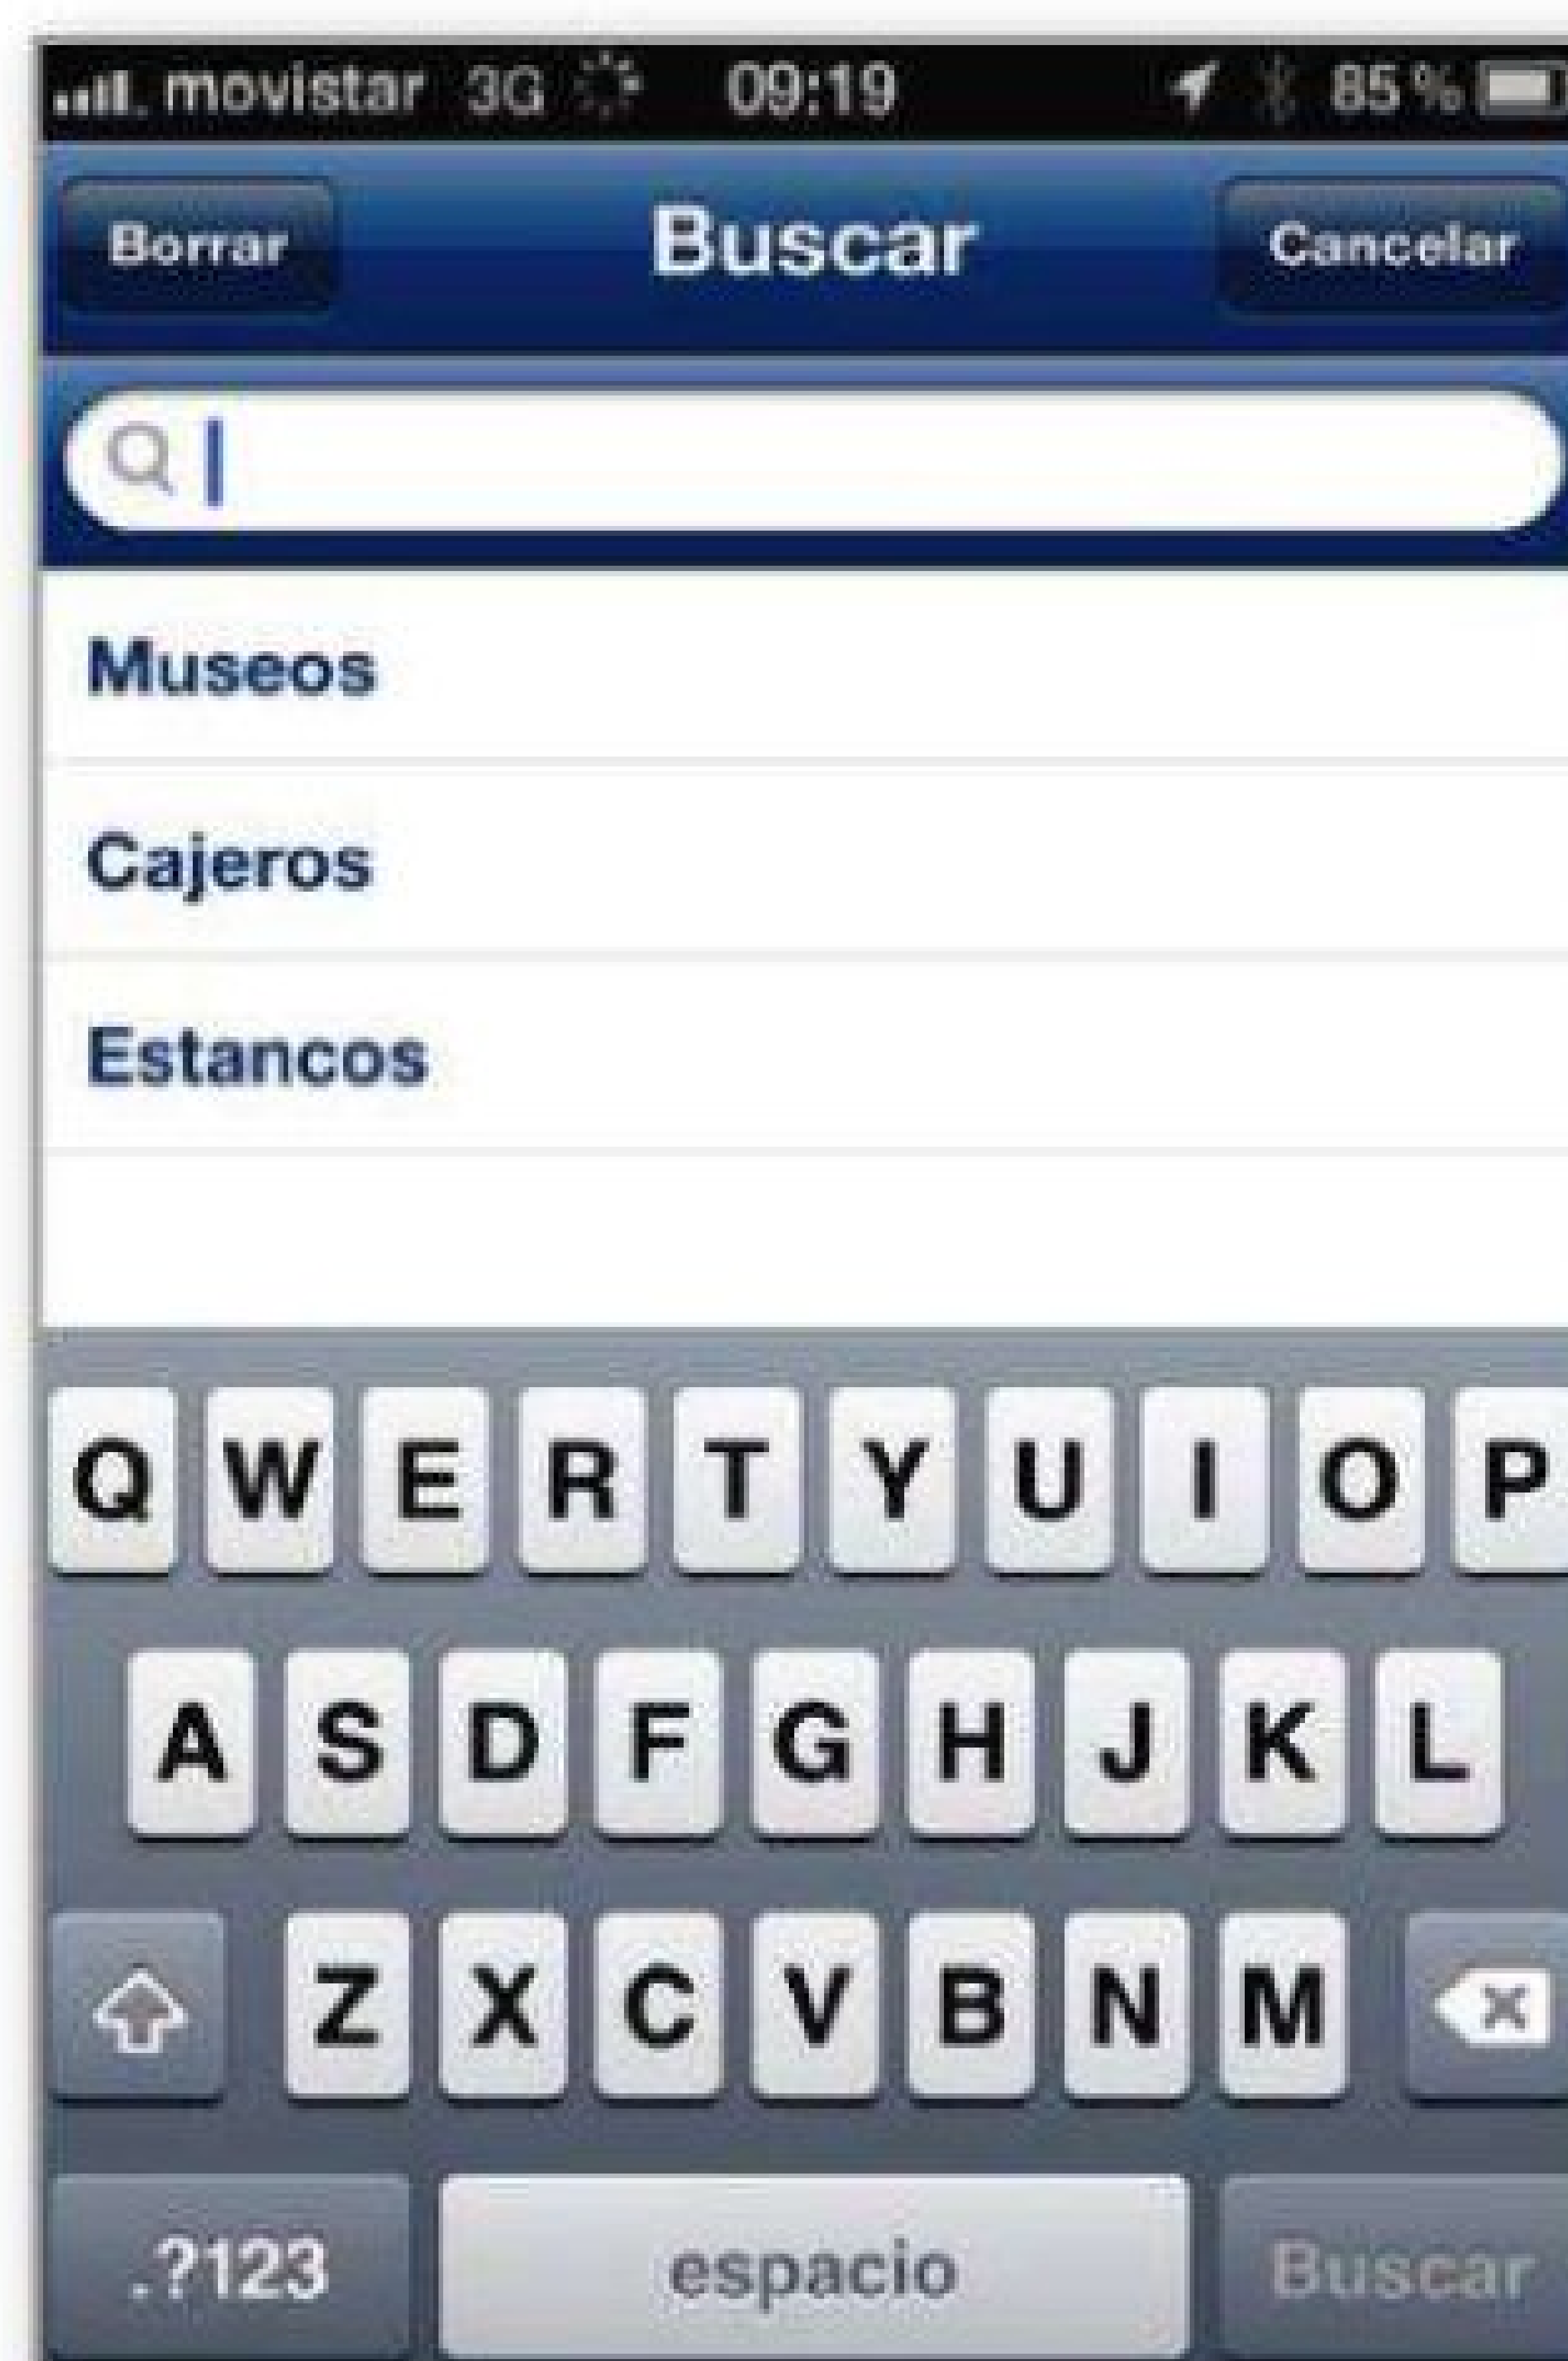 movistar 3G 09:19 85 %
Borrar Buscar Cancelar
Museos
Cajeros
Estancos
Q W E R T Y U I O P
A S D F G H J K L
Z X C V B N M
.?123 espacio Buscar